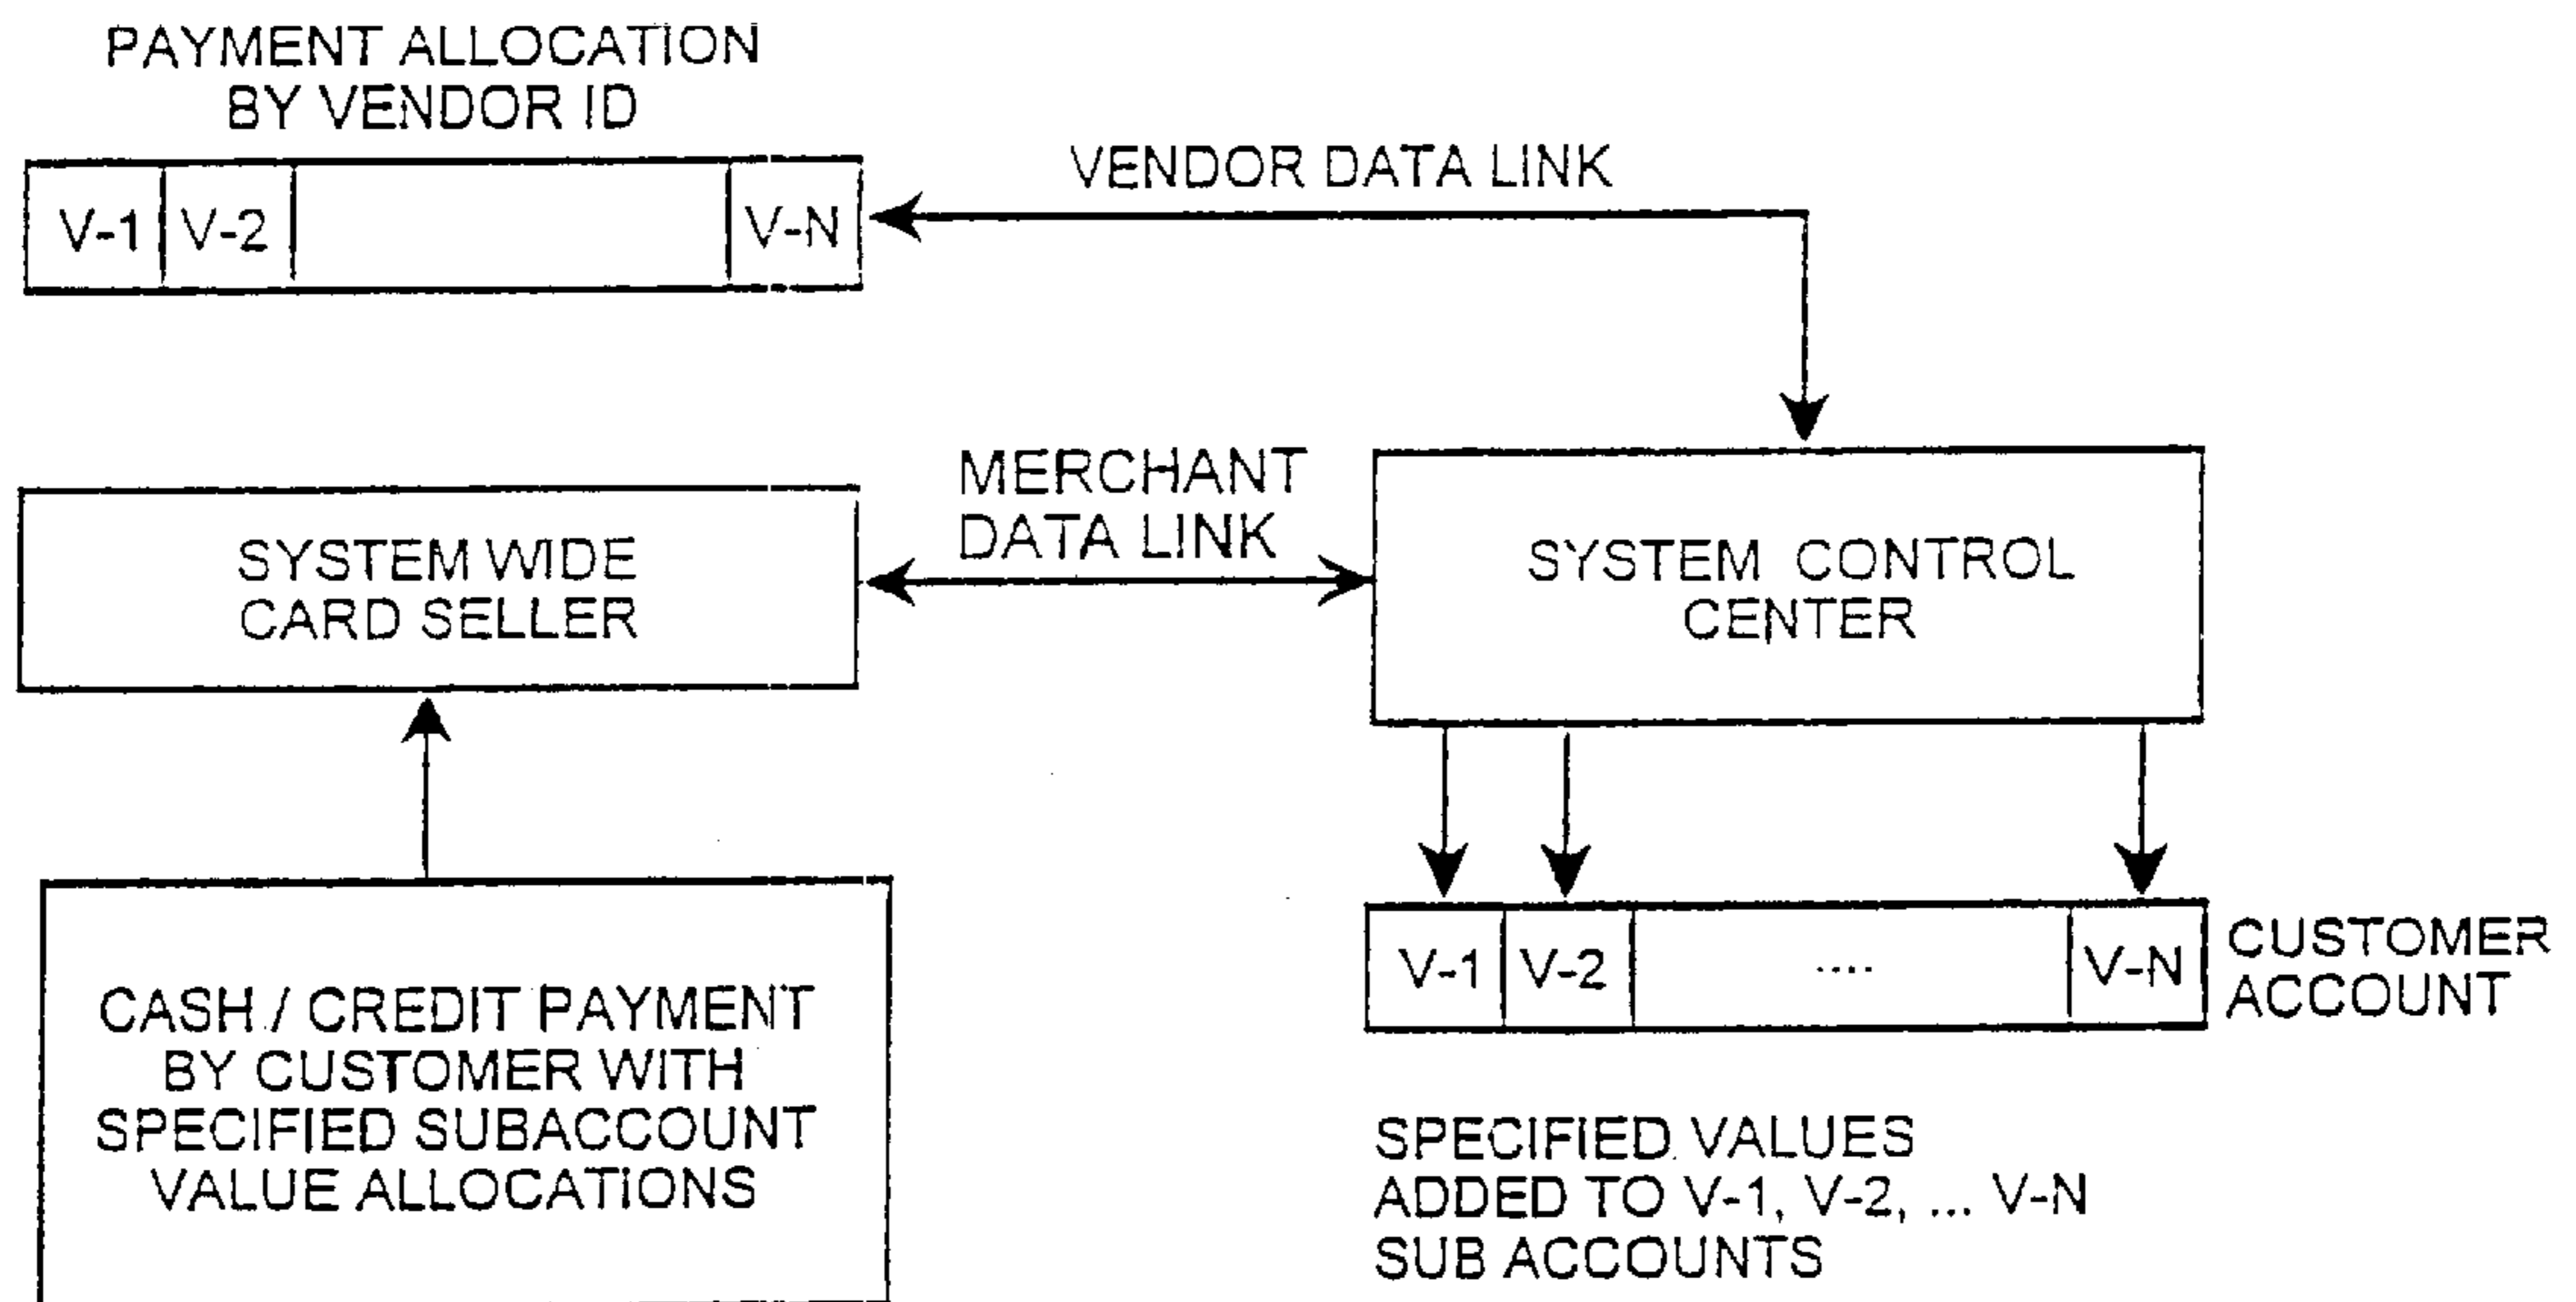 PAYMENT ALLOCATION
BY VENDOR ID
V-1 V-2 V-N
VENDOR DATA LINK
MERCHANT
DATA LINK
SYSTEM WIDE
CARD SELLER
SYSTEM CONTROL
CENTER
CASH / CREDIT PAYMENT
BY CUSTOMER WITH
SPECIFIED SUBACCOUNT
VALUE ALLOCATIONS
V-1 V-2 .... V-N
CUSTOMER
ACCOUNT
SPECIFIED VALUES
ADDED TO V-1, V-2, ... V-N
SUB ACCOUNTS